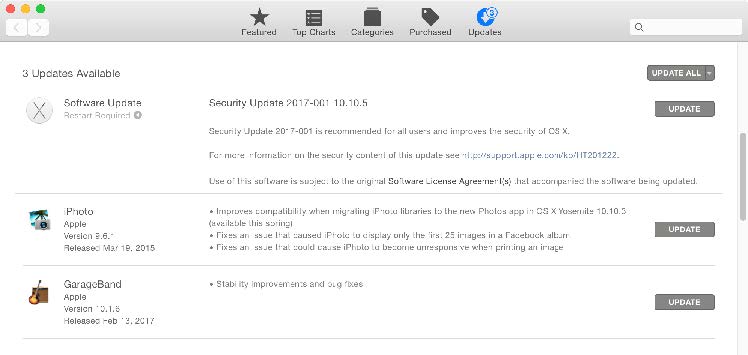 3
Featured Top Charts Categories Purchased Updates
3 Updates Available UPDATE ALL
Software Update Security Update 2017-001 10.10.5 UPDATE
Restart Required
Security Update 2017-001 is recommended for all users and improves the security of OS X.
For more information on the security content of this update see http://support.apple.com/kb/HT201222.
Use of this software is subject to the original Software License Agreement(s) that accompanied the software being updated.
iPhoto • Improves compatibility when migrating iPhoto libraries to the new Photos app in OS X Yosemite 10.10.3
Apple (available this spring)
Version 9.6.1 • Fixes an issue that caused iPhoto to display only the first 25 images in a Facebook album UPDATE
Released Mar 19, 2015 • Fixes an issue that could cause iPhoto to become unresponsive when printing an image
GarageBand • Stability improvements and bug fixes
Apple
Version 10.1.6 UPDATE
Released Feb 13, 2017